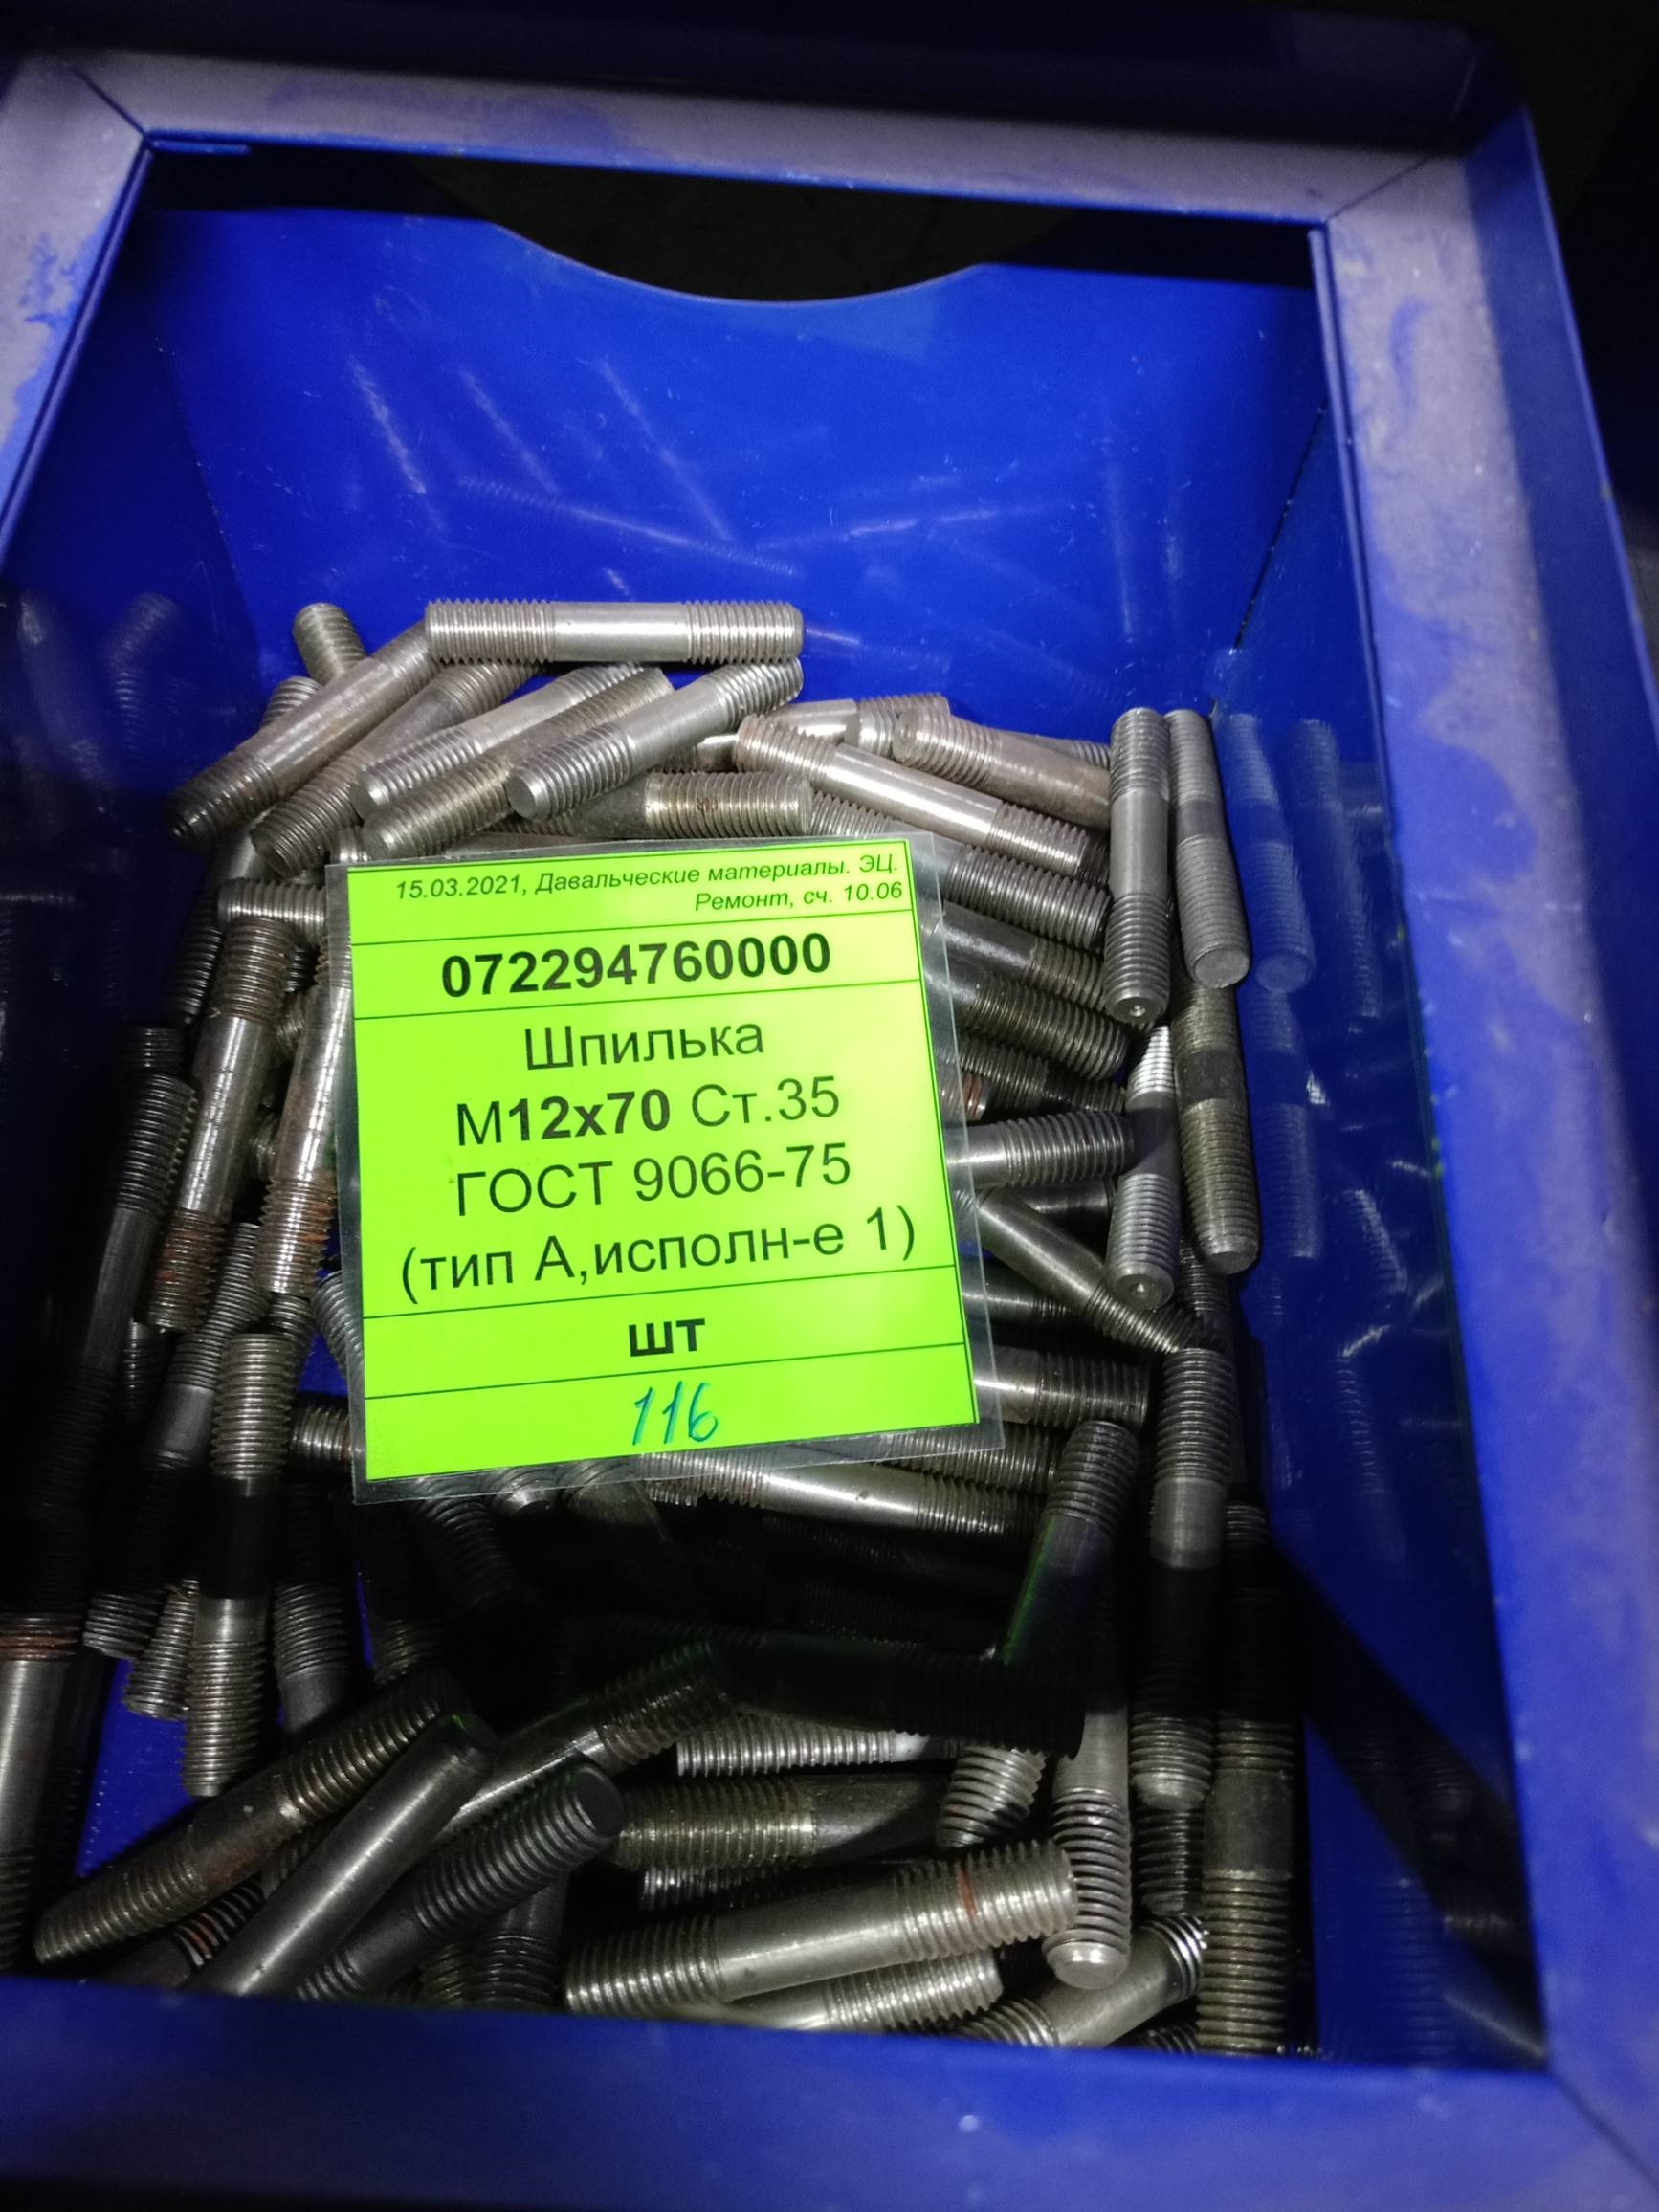 15.03.2021, Давальческие материалы. ЭЦ.
Ремонт, сч. 10.06
072294760000
Шпилька
М12х70 Ст.35
ГОСТ 9066-75
(тип А,исполн-е 1)
шт
116